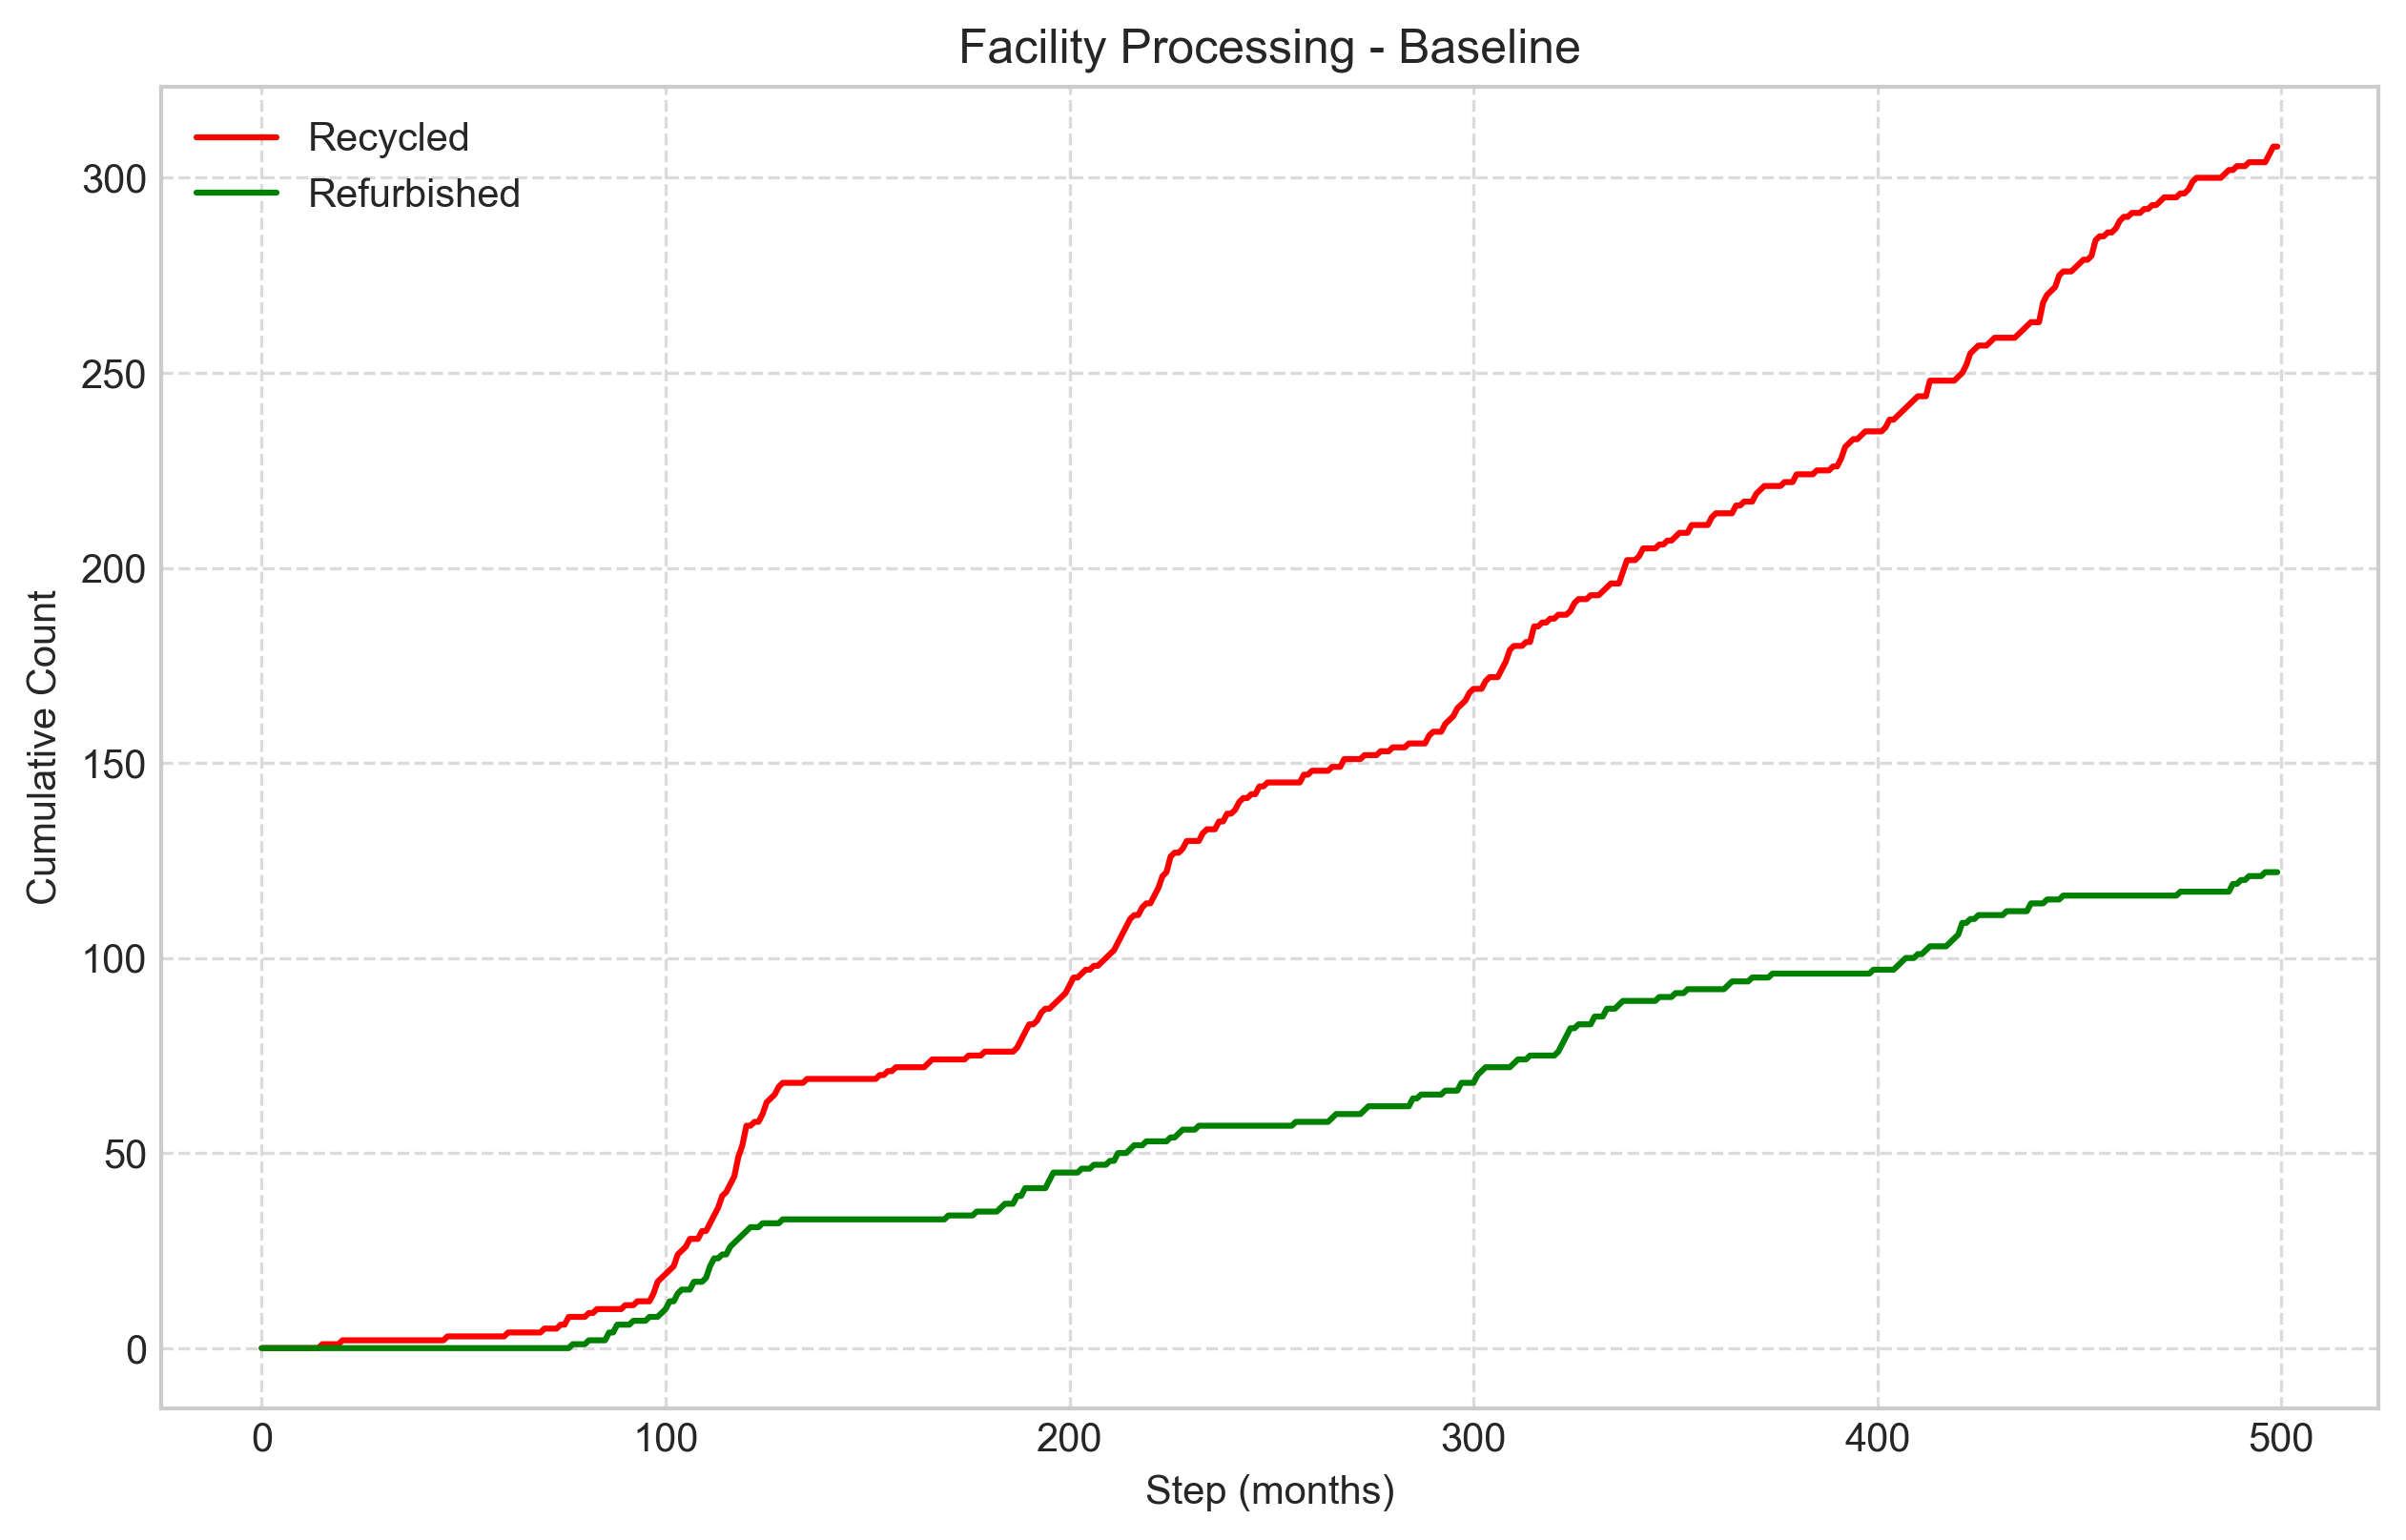 Facility Processing - Baseline
Recycled
Refurbished
Cumulative Count
300
250
200
150
100
50
0
0 100 200 300 400 500
Step (months)